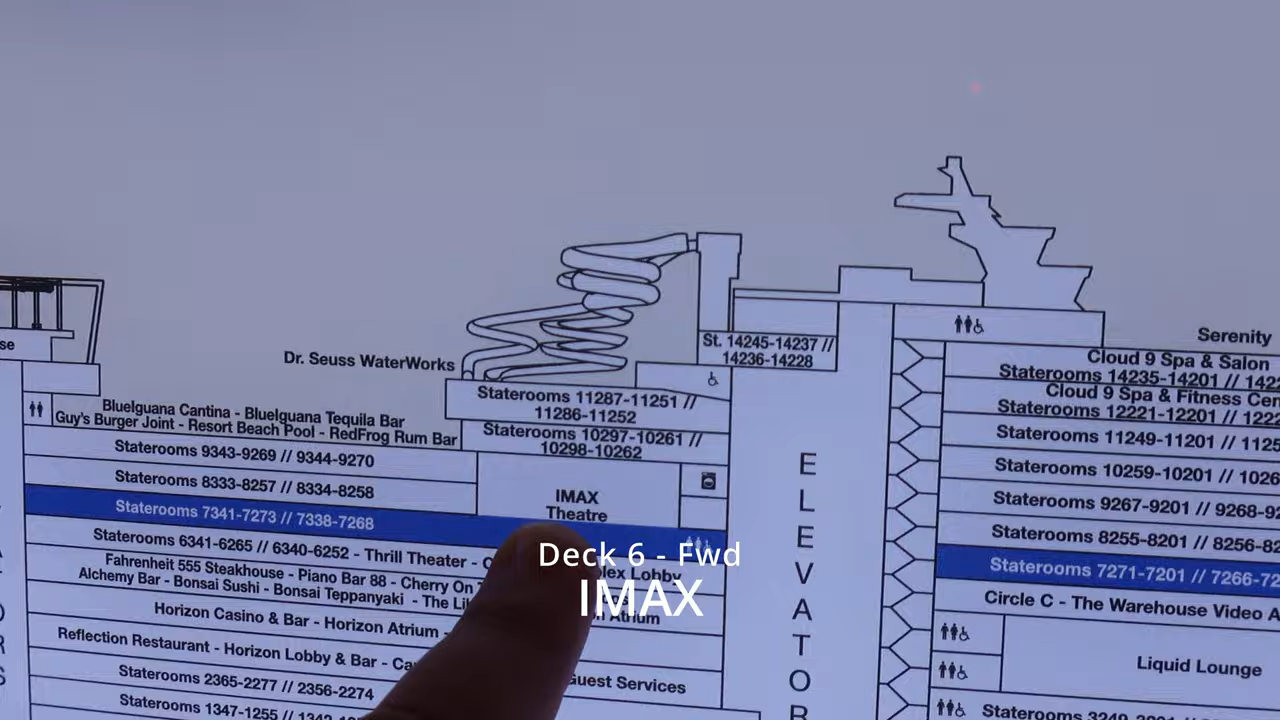 se
Dr. Seuss WaterWorks
St. 14245-14237 //
14236-14228
Serenity
Staterooms 11287-11251 //
11286-11252
Staterooms 10297-10261 //
10298-10262
BlueIguana Cantina - BlueIguana Tequila Bar
Guy's Burger Joint - Resort Beach Pool - RedFrog Rum Bar
Staterooms 9343-9269 // 9344-9270
Staterooms 8333-8257 // 8334-8258
Staterooms 7341-7273 // 7338-7268
Staterooms 6341-6265 // 6340-6252 - Thrill Theater -
Fahrenheit 555 Steakhouse - Piano Bar 88 - Cherry On
Alchemy Bar - Bonsai Sushi - Bonsai Teppanyaki - The
Horizon Casino & Bar - Horizon Atrium -
Reflection Restaurant - Horizon Lobby & Bar -
Staterooms 2365-2277 // 2356-2274
Staterooms 1347-1255 //
IMAX
Theatre
Lobby
Atrium
Guest Services
ELEVATOR
Cloud 9 Spa & Salon
Staterooms 14235-14201 // 142
Cloud 9 Spa & Fitness Cen
Staterooms 12221-12201 // 122
Staterooms 11249-11201 // 1125
Staterooms 10259-10201 // 1026
Staterooms 9267-9201 // 9268-92
Staterooms 8255-8201 // 8256-82
Staterooms 7271-7201 // 7266-72
Circle C - The Warehouse Video A
Liquid Lounge
Staterooms
Deck 6 - Fwd
IMAX